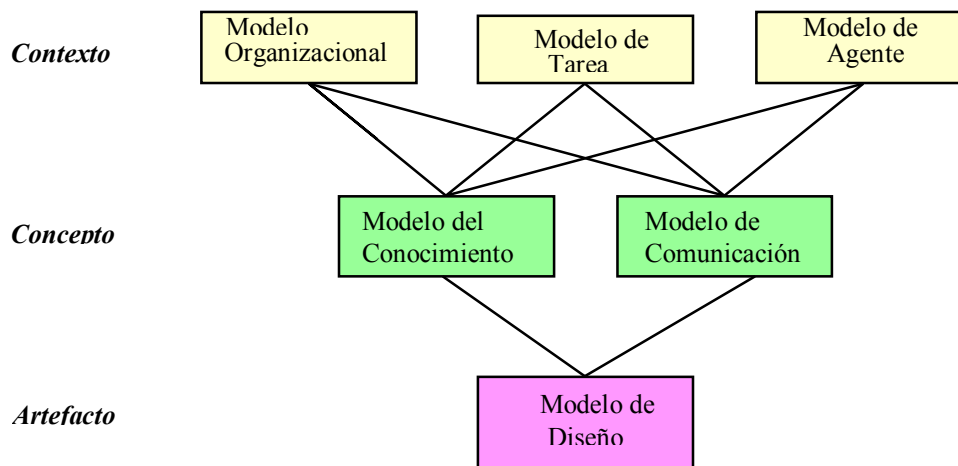 Contexto
Modelo
Organizacional
Modelo de
Tarea
Modelo de
Agente
Concepto
Modelo del
Conocimiento
Modelo de
Comunicación
Artefacto
Modelo de
Diseño